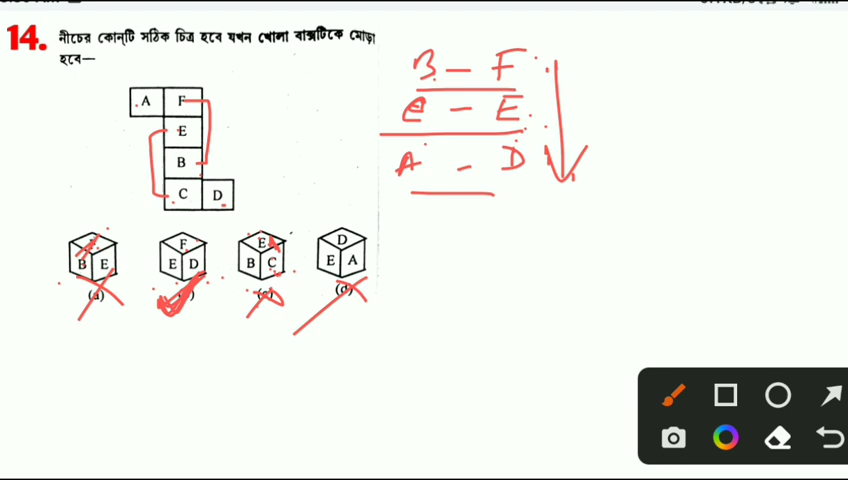 14. নীচের কোন্‌টি সঠিক চিত্র হবে যখন খোলা বাক্সটিকে মোড়া
হবে—
A F
E
B
C D
B – F
C – E
A – D
B E
F
E D
E
B C
D
E A
(a) (c) (d)